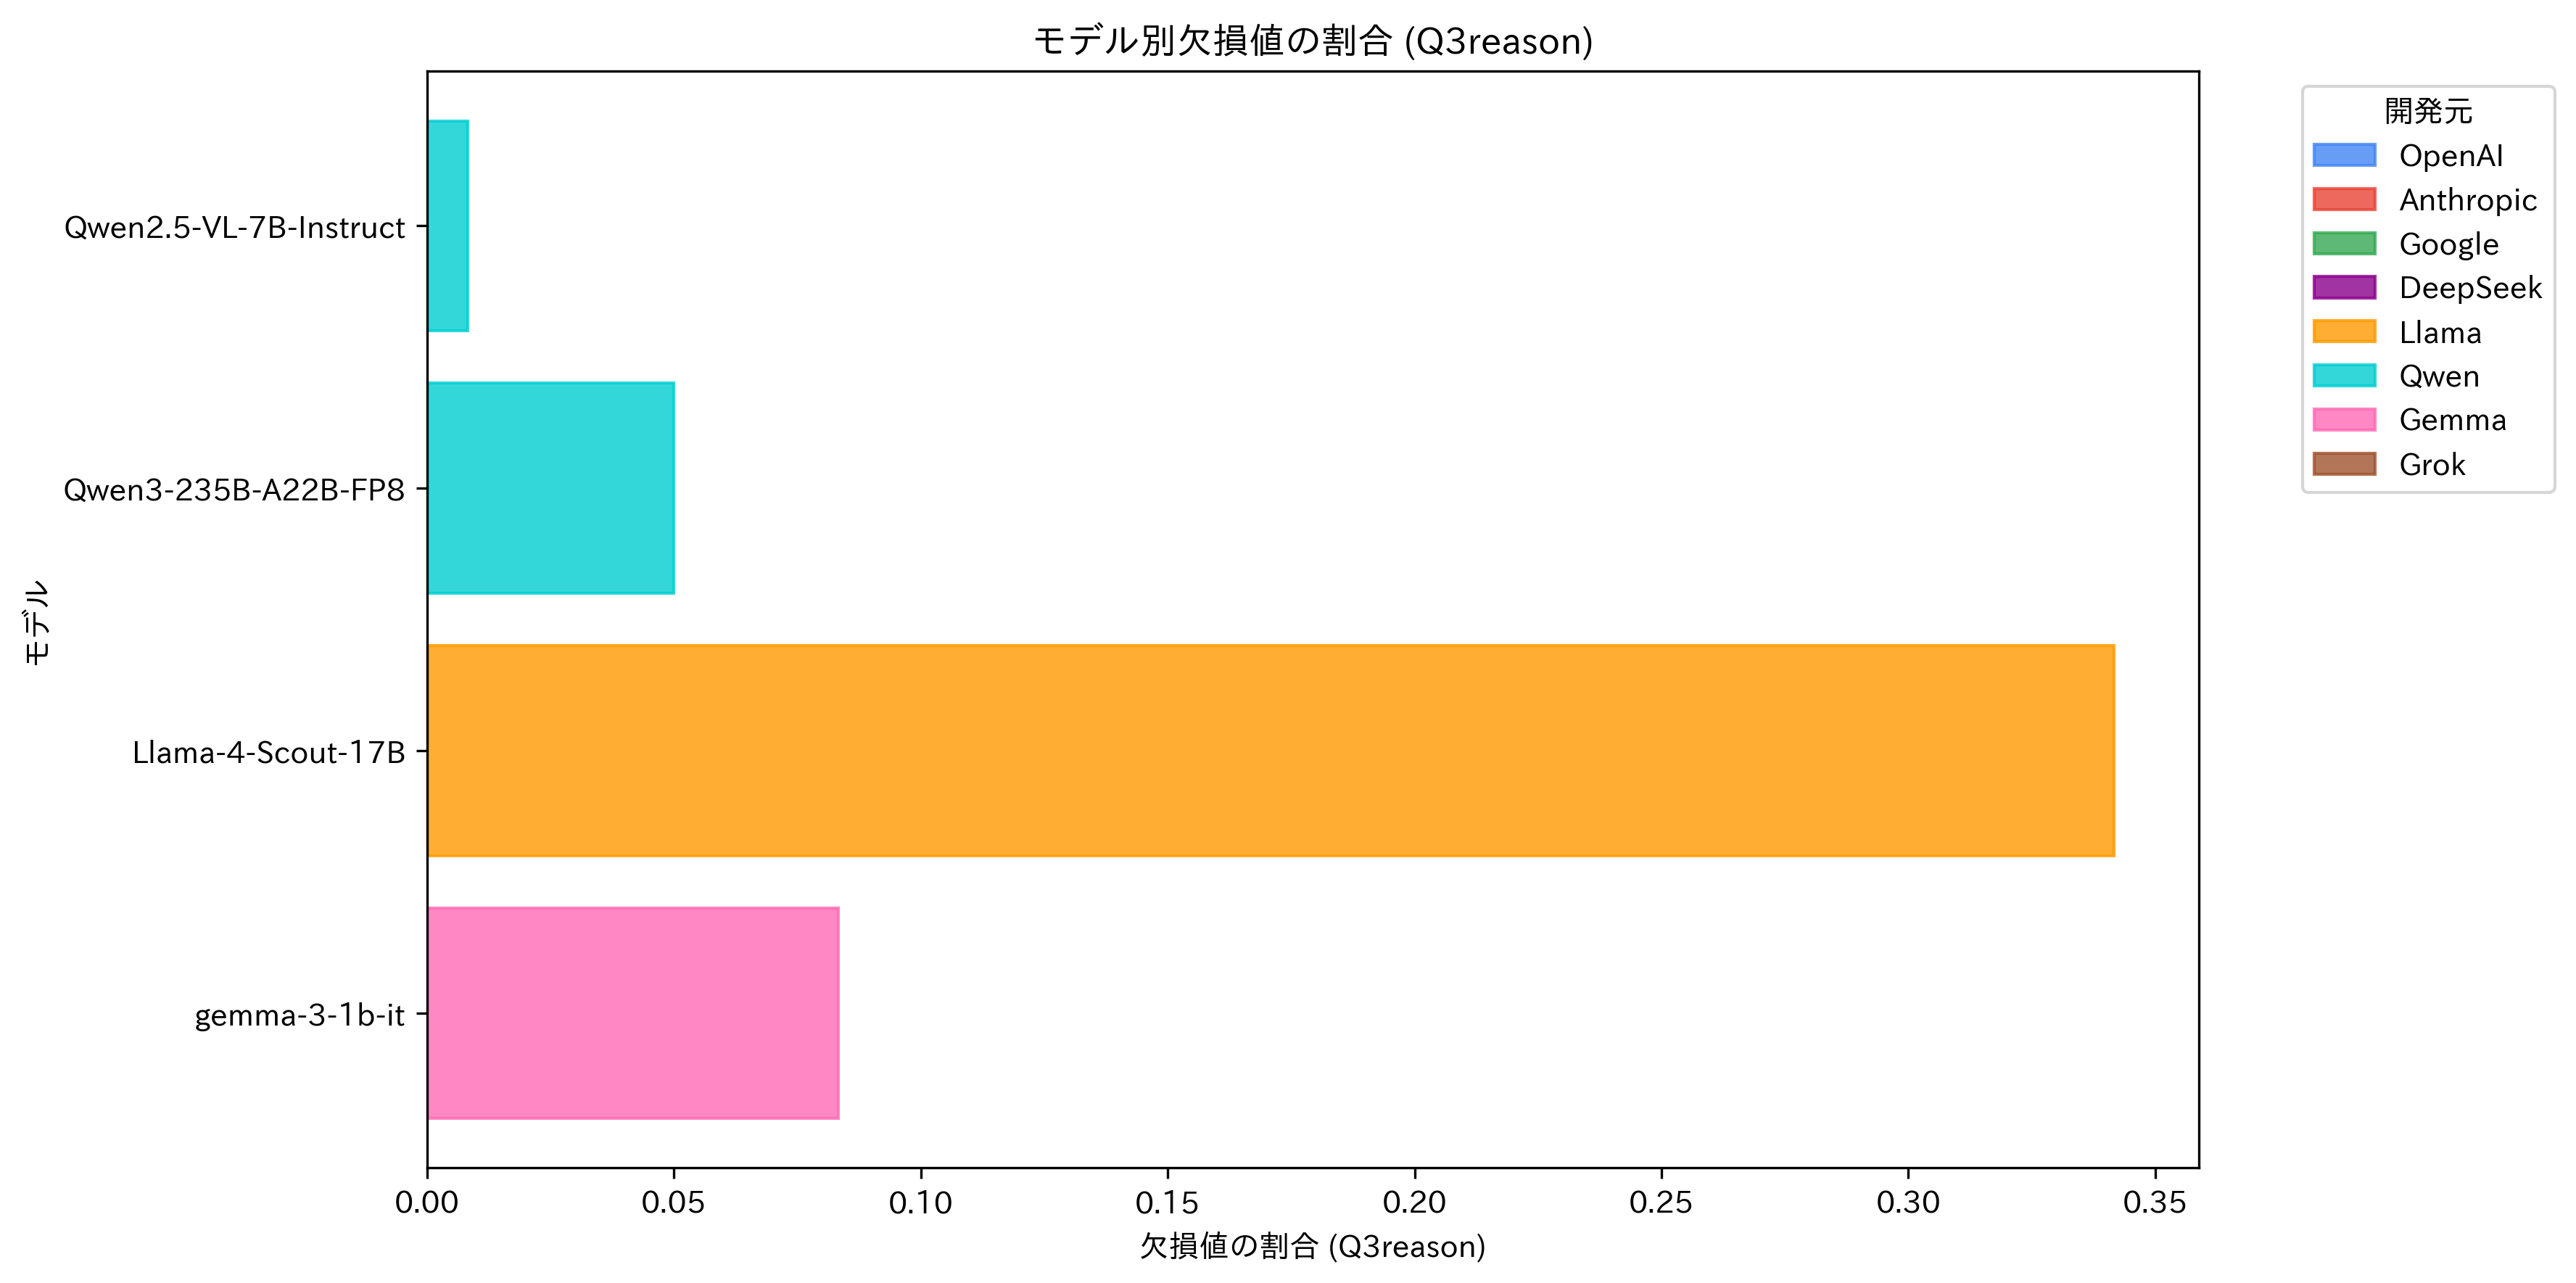 モデル別欠損値の割合 (Q3reason)
モデル
Qwen2.5-VL-7B-Instruct
Qwen3-235B-A22B-FP8
Llama-4-Scout-17B
gemma-3-1b-it
0.00 0.05 0.10 0.15 0.20 0.25 0.30 0.35
欠損値の割合 (Q3reason)
開発元
OpenAI
Anthropic
Google
DeepSeek
Llama
Qwen
Gemma
Grok